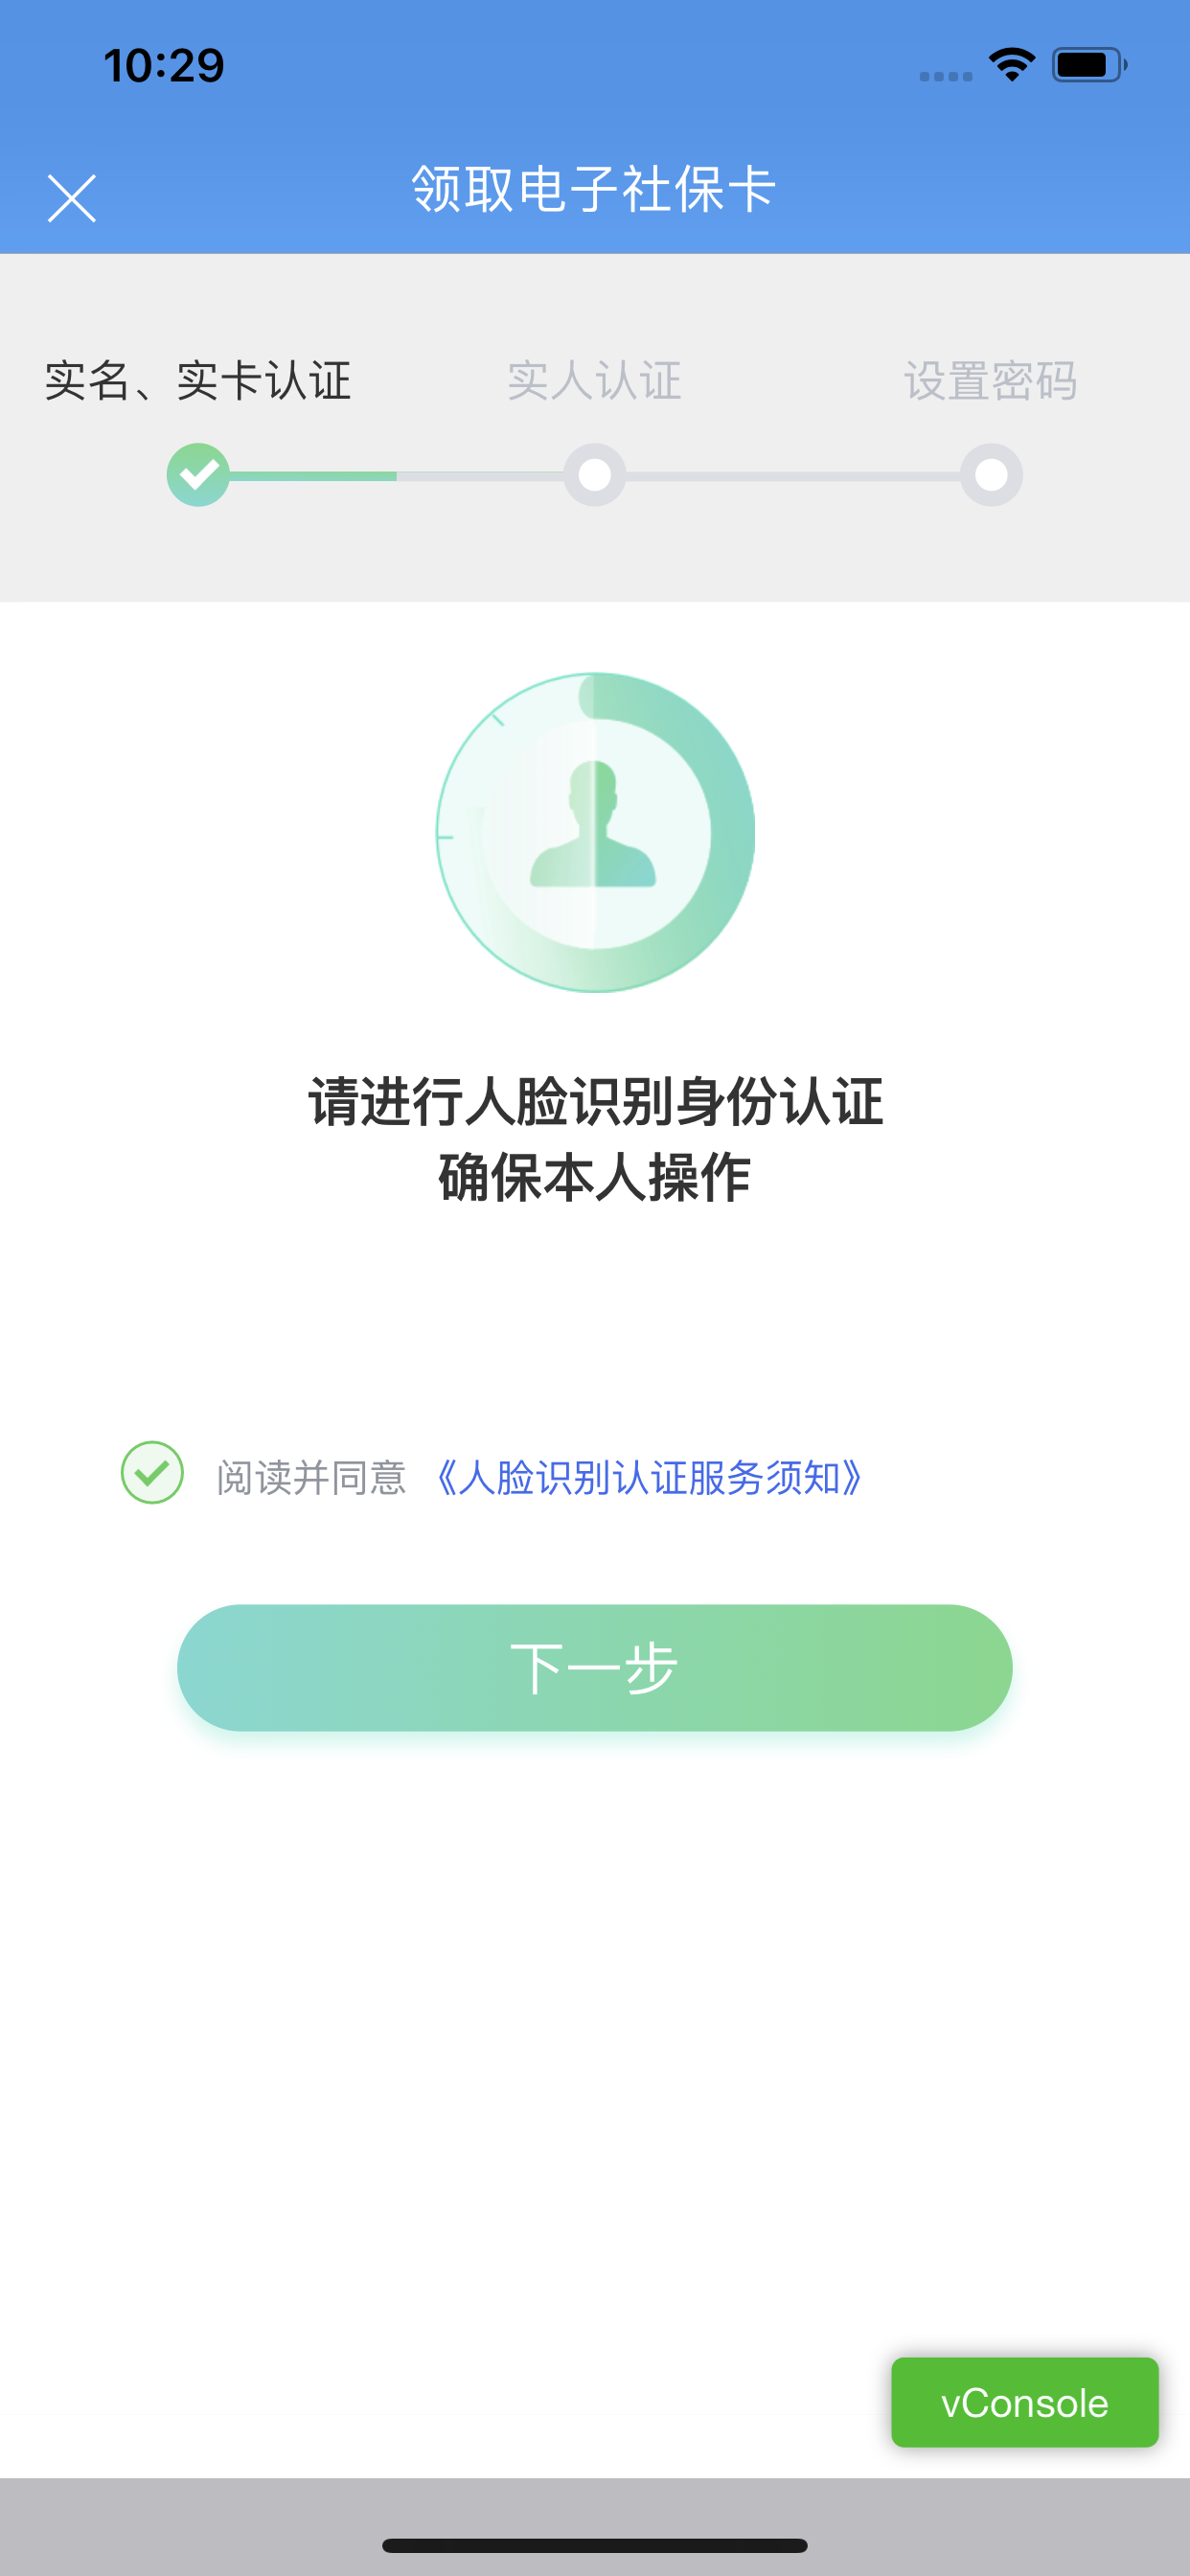 10:29
领取电子社保卡
实名、实卡认证 实人认证 设置密码
请进行人脸识别身份认证
确保本人操作
阅读并同意 《人脸识别认证服务须知》
下一步
vConsole